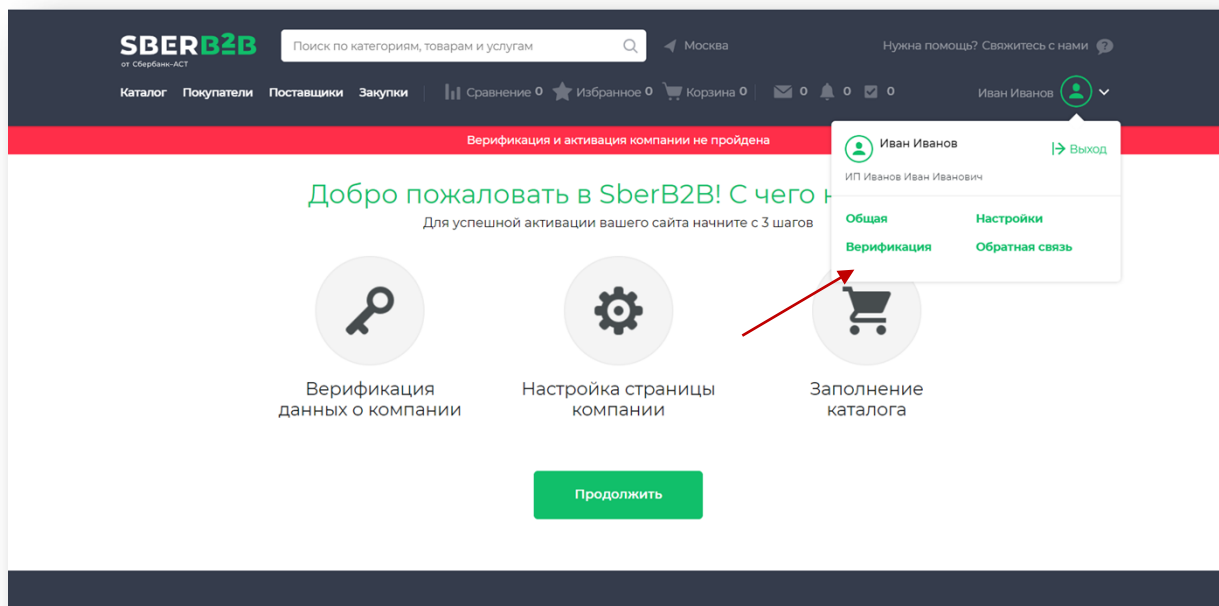 SBERB2B
от Сбербанк-АСТ
Поиск по категориям, товарам и услугам
Москва
Нужна помощь? Свяжитесь с нами
Каталог Покупатели Поставщики Закупки Сравнение 0 Избранное 0 Корзина 0 0 0 0 Иван Иванов
Верификация и активация компании не пройдена
Иван Иванов
Выход
ИП Иванов Иван Иванович
Общая Настройки
Верификация Обратная связь
Добро пожаловать в SberB2B! С чего
Для успешной активации вашего сайта начните с 3 шагов
Верификация
данных о компании
Настройка страницы
компании
Заполнение
каталога
Продолжить